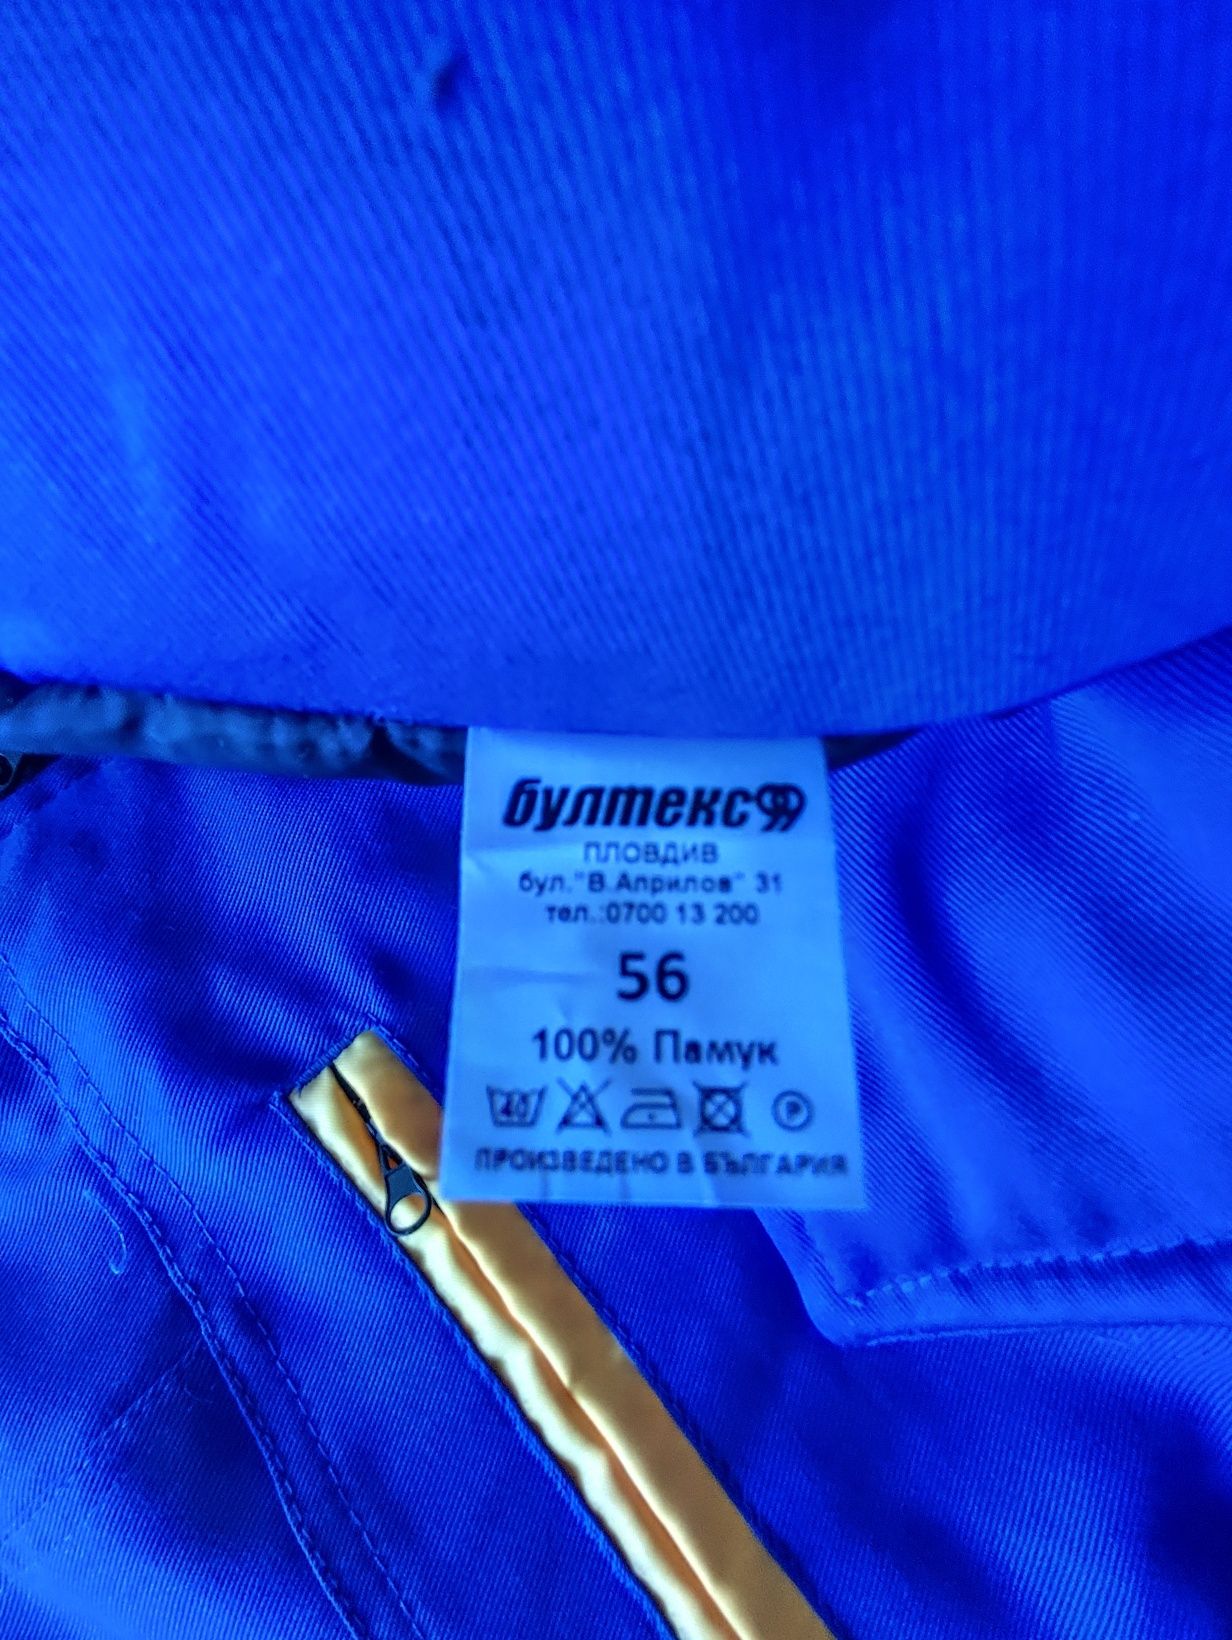 бултекс99
ПЛОВДИВ
бул."В.Априлов" 31
тел.:0700 13 200
56
100% Памук
40 P
ПРОИЗВЕДЕНО В БЪЛГАРИЯ